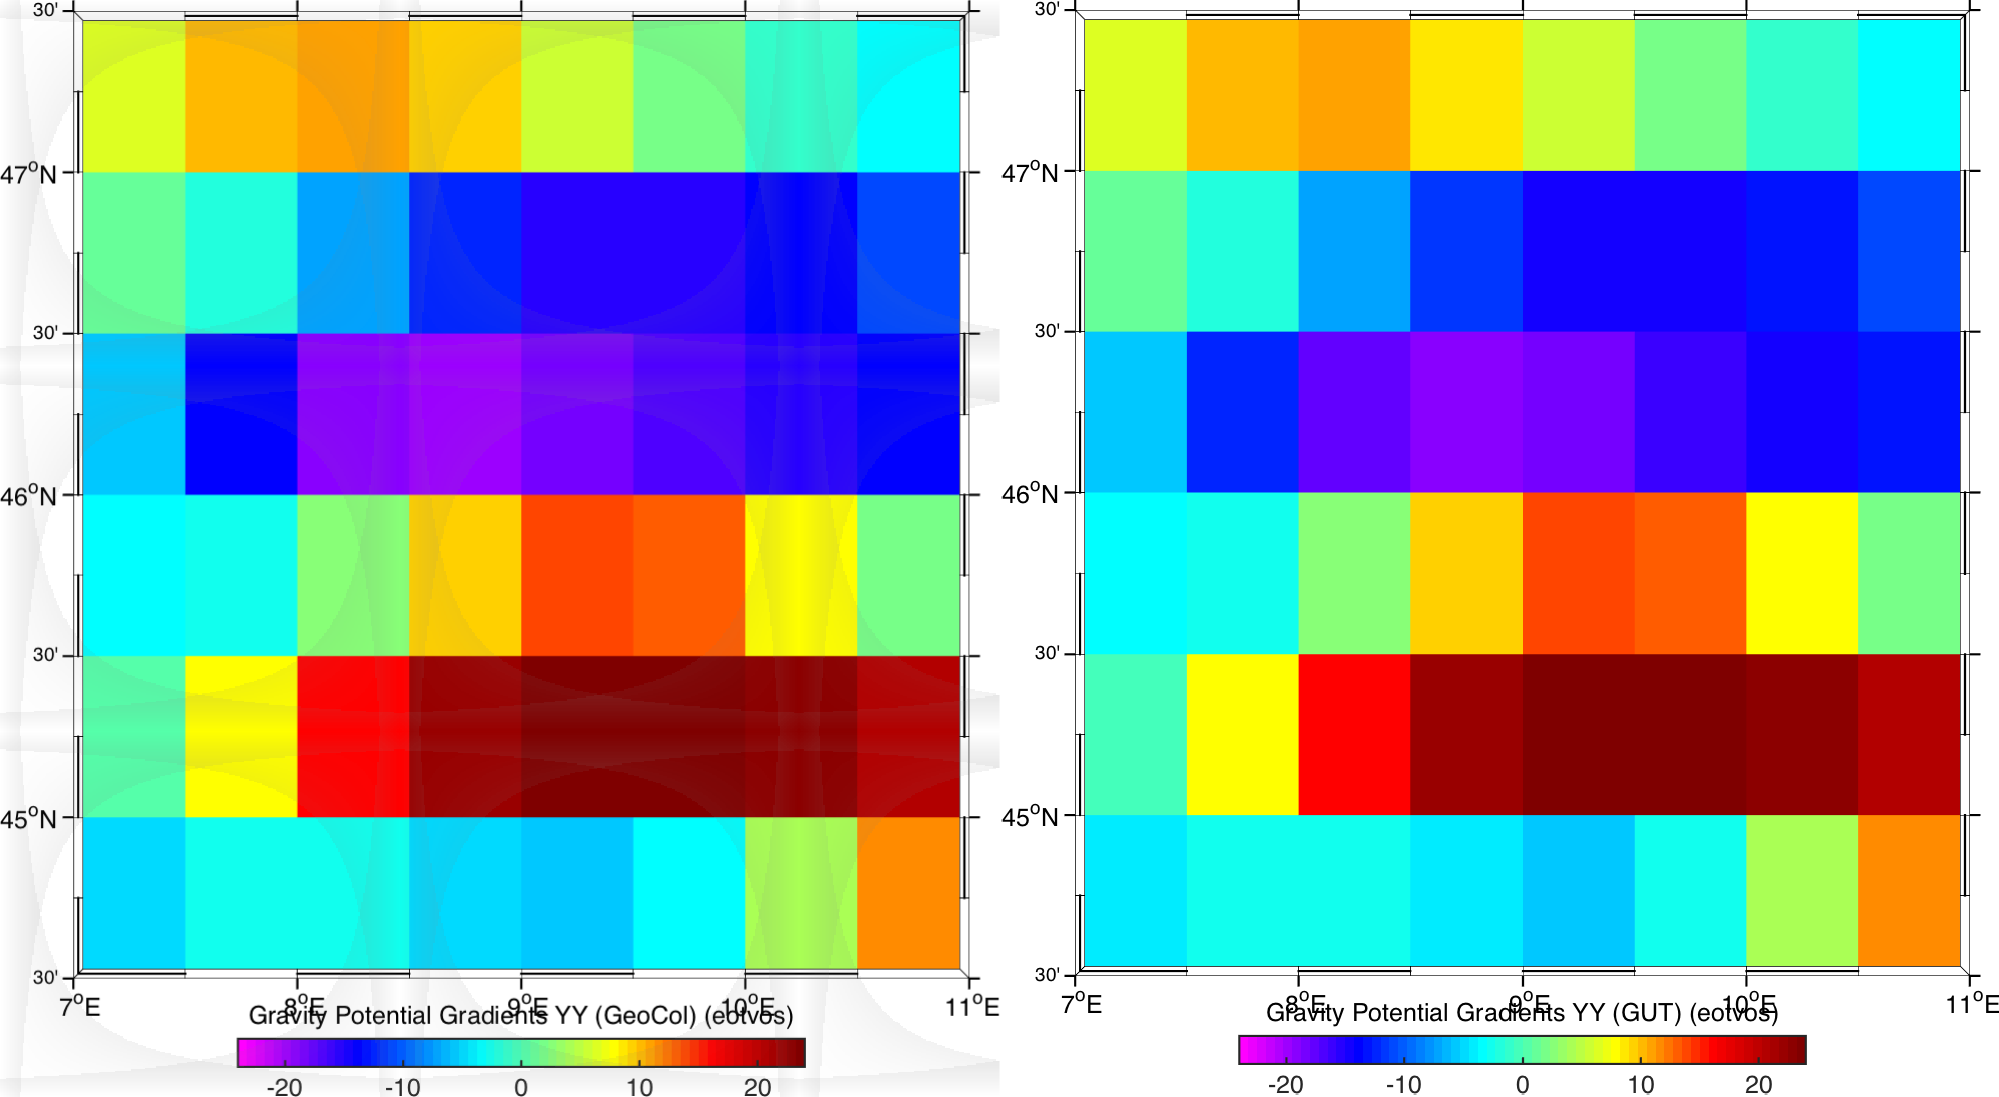 30'
47°N
30'
46°N
30'
45°N
30'
7°E 8°E 9°E 10°E 11°E
Gravity Potential Gradients YY (GeoCol) (eotvos)
-20 -10 0 10 20
30'
47°N
30'
46°N
30'
45°N
30'
7°E 8°E 9°E 10°E 11°E
Gravity Potential Gradients YY (GUT) (eotvos)
-20 -10 0 10 20